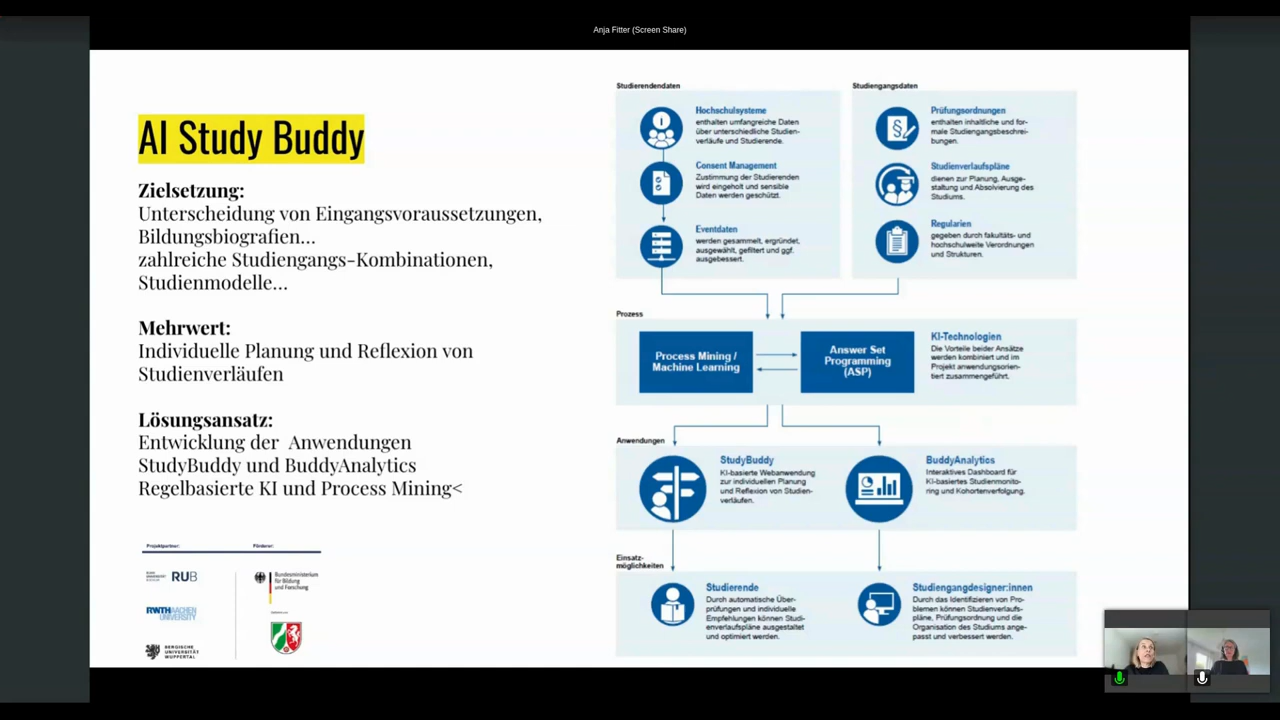 Anja Fitter (Screen Share)
AI Study Buddy
Zielsetzung:
Unterscheidung von Eingangsvoraussetzungen,
Bildungsbiografien...
zahlreiche Studiengangs-Kombinationen,
Studienmodelle...
Mehrwert:
Individuelle Planung und Reflexion von
Studienverläufen
Lösungsansatz:
Entwicklung der Anwendungen
StudyBuddy und BuddyAnalytics
Regelbasierte KI und Process Mining<
Projektpartner:
Förderer:
RUB
Bundesministerium
für Bildung
und Forschung
RWTH AACHEN
UNIVERSITY
BERGISCHE
UNIVERSITÄT
WUPPERTAL
Studierendendaten
Hochschulsysteme
enthalten umfangreiche Daten
über unterschiedliche Studien-
verläufe und Studierende.
Consent Management
Zustimmung der Studierenden
wird eingeholt und sensible
Daten werden geschützt.
Eventdaten
werden gesammelt, ergründet,
ausgewählt, gefiltert und ggf.
ausgebessert.
Studiengangsdaten
Prüfungsordnungen
enthalten inhaltliche und for-
male Studiengangsbeschrei-
bungen.
Studienverlaufspläne
dienen zur Planung, Ausge-
staltung und Absolvierung des
Studiums.
Regularien
gegeben durch fakultäts- und
hochschulweite Verordnungen
und Strukturen.
Prozess
Process Mining /
Machine Learning
Answer Set
Programming
(ASP)
KI-Technologien
Die Vorteile beider Ansätze
werden kombiniert und im
Projekt anwendungsorien-
tiert zusammengeführt.
Anwendungen
StudyBuddy
KI-basierte Webanwendung
zur individuellen Planung
und Reflexion von Studien-
verläufen.
BuddyAnalytics
Interaktives Dashboard für
KI-basiertes Studienmonito-
ring und Kohortenverfolgung.
Einsatz-
möglichkeiten
Studierende
Durch automatische Über-
prüfungen und individuelle
Empfehlungen können Studi-
enverlaufspläne ausgestaltet
und optimiert werden.
Studiengangdesigner:innen
Durch das Identifizieren von Pro-
blemen können Studienverlaufs-
pläne, Prüfungsordnung und die
Organisation des Studiums ange-
passt und verbessert werden.